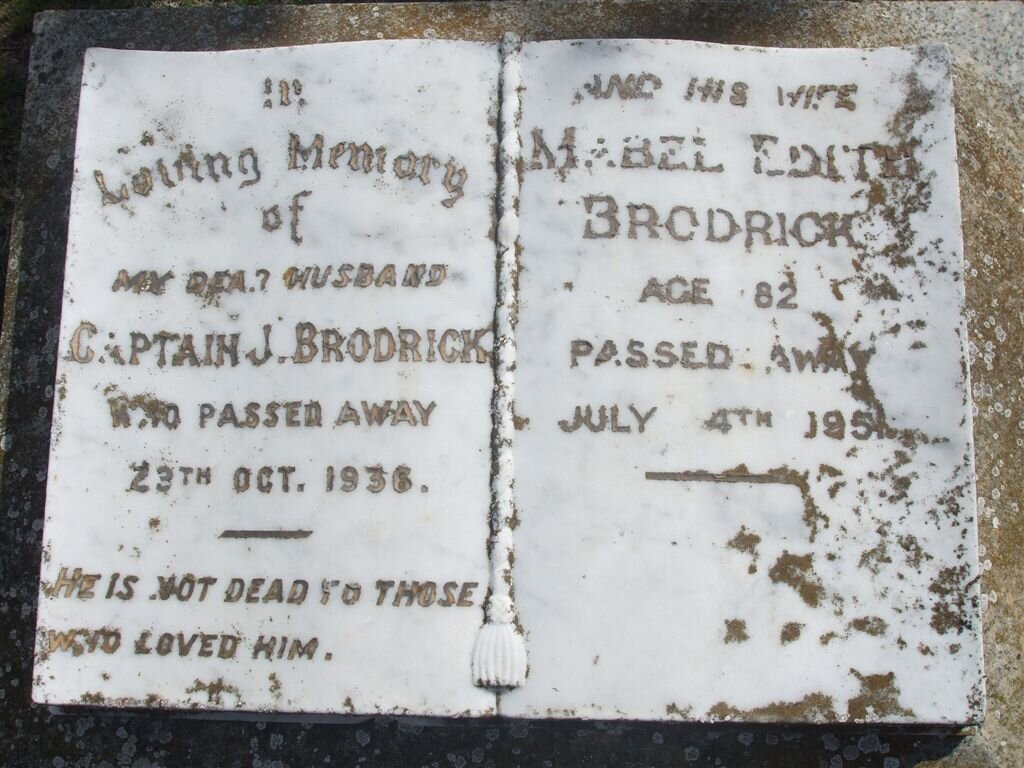 In
Loving Memory
of
MY DEAR HUSBAND
CAPTAIN J. BRODRICK
WHO PASSED AWAY
23TH OCT. 1936.
HE IS NOT DEAD TO THOSE
WHO LOVED HIM.
AND HIS WIFE
MABEL EDITH
BRODRICK
AGE 82
PASSED AWAY
JULY 4TH 1951